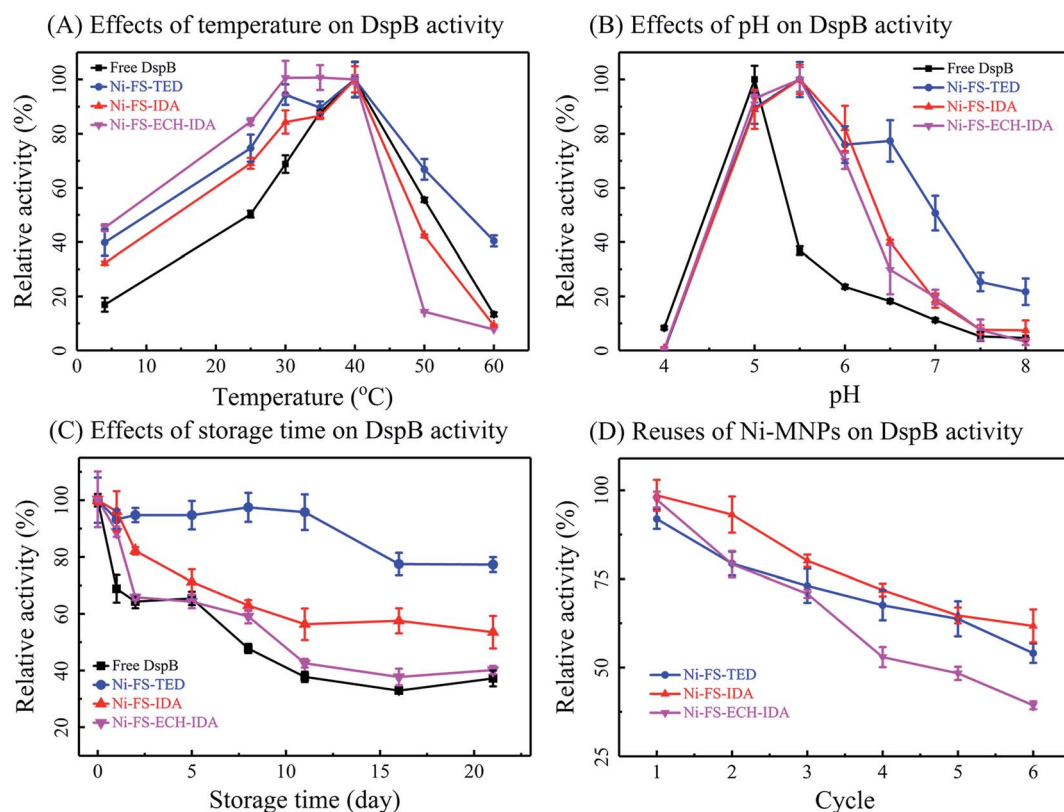 (A) Effects of temperature on DspB activity
Relative activity (%)
100
80
60
40
20
0
Free DspB
Ni-FS-TED
Ni-FS-IDA
Ni-FS-ECH-IDA
0 10 20 30 40 50 60
Temperature (°C)
(B) Effects of pH on DspB activity
Relative activity (%)
100
80
60
40
20
0
Free DspB
Ni-FS-TED
Ni-FS-IDA
Ni-FS-ECH-IDA
4 5 6 7 8
pH
(C) Effects of storage time on DspB activity
Relative activity (%)
100
80
60
40
20
Free DspB
Ni-FS-TED
Ni-FS-IDA
Ni-FS-ECH-IDA
0 5 10 15 20
Storage time (day)
(D) Reuses of Ni-MNPs on DspB activity
Relative activity (%)
100
75
50
25
Ni-FS-TED
Ni-FS-IDA
Ni-FS-ECH-IDA
1 2 3 4 5 6
Cycle